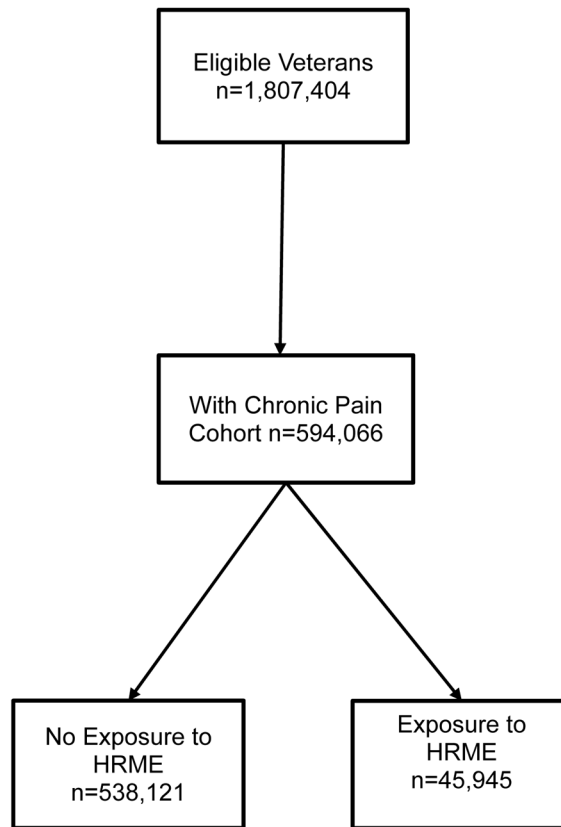 Eligible Veterans
n=1,807,404
With Chronic Pain
Cohort n=594,066
No Exposure to
HRME
n=538,121
Exposure to
HRME
n=45,945